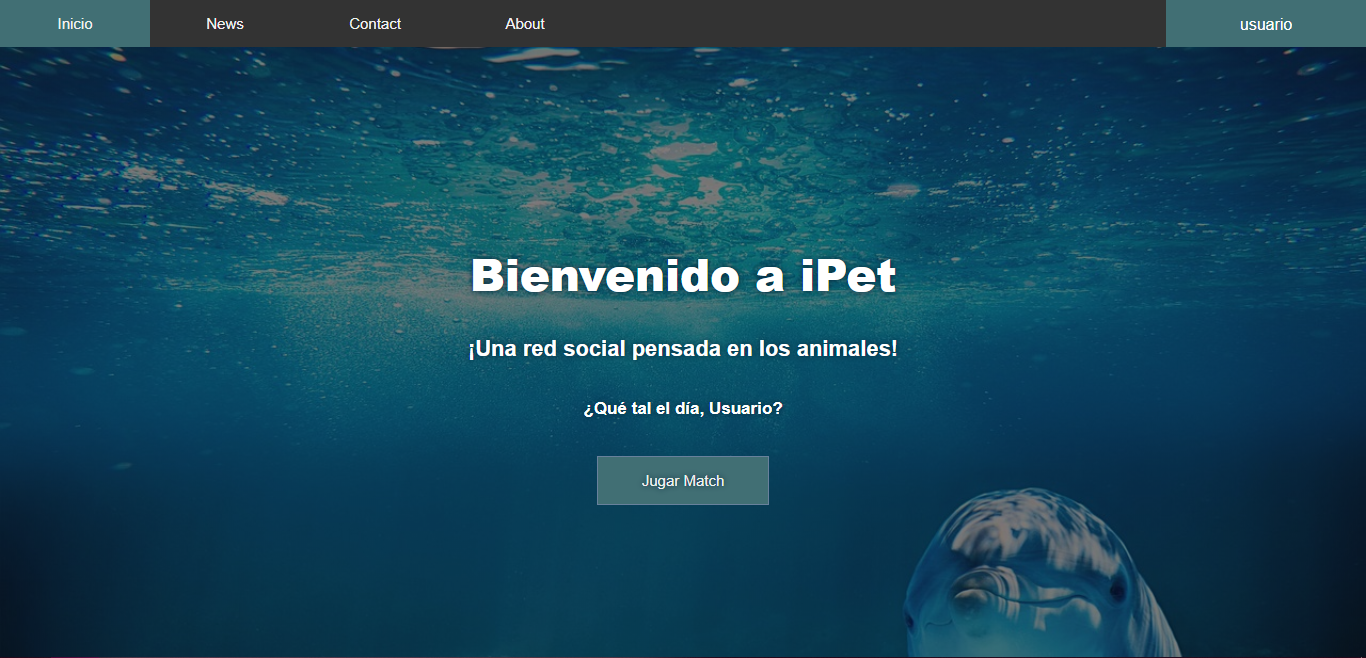 Inicio News Contact About usuario
Bienvenido a iPet
¡Una red social pensada en los animales!
¿Qué tal el día, Usuario?
Jugar Match